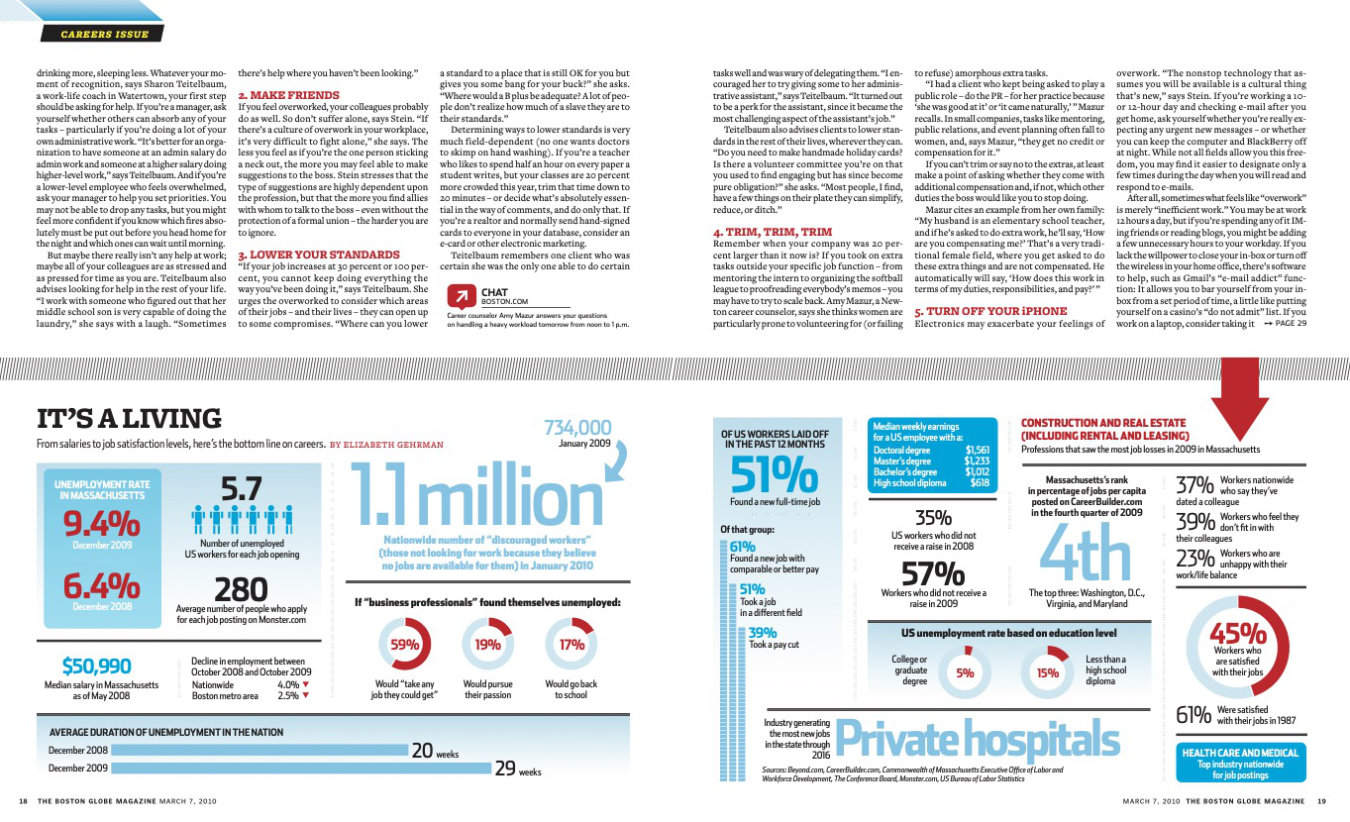 CAREERS ISSUE
drinking more, sleeping less. Whatever your mo-
ment of recognition, says Sharon Teitelbaum,
a work-life coach in Watertown, your first step
should be asking for help. If you're a manager, ask
yourself whether others can absorb any of your
tasks – particularly if you're doing a lot of your
own administrative work. “It's better for an orga-
nization to have someone at an admin salary do
admin work and someone at a higher salary doing
higher-level work,” says Teitelbaum. And if you're
a lower-level employee who feels overwhelmed,
ask your manager to help you set priorities. You
may not be able to drop any tasks, but you might
feel more confident if you know which fires abso-
lutely must be put out before you head home for
the night and which ones can wait until morning.
But maybe there really isn't any help at work;
maybe all of your colleagues are as stressed and
as pressed for time as you are. Teitelbaum also
advises looking for help in the rest of your life.
“I work with someone who figured out that her
middle school son is very capable of doing the
laundry,” she says with a laugh. “Sometimes
there's help where you haven't been looking.”
2. MAKE FRIENDS
If you feel overworked, your colleagues probably
do as well. So don't suffer alone, says Stein. “If
there's a culture of overwork in your workplace,
it's very difficult to fight alone,” she says. The
less you feel as if you're the one person sticking
a neck out, the more you may feel able to make
suggestions to the boss. Stein stresses that the
type of suggestions are highly dependent upon
the profession, but that the more you find allies
with whom to talk to the boss – even without the
protection of a formal union – the harder you are
to ignore.
3. LOWER YOUR STANDARDS
“If your job increases at 30 percent or 100 per-
cent, you cannot keep doing everything the
way you've been doing it,” says Teitelbaum. She
urges the overworked to consider which areas
of their jobs – and their lives – they can open up
to some compromises. “Where can you lower
a standard to a place that is still OK for you but
gives you some bang for your buck?” she asks.
“Where would a B plus be adequate? A lot of peo-
ple don't realize how much of a slave they are to
their standards.”
Determining ways to lower standards is very
much field-dependent (no one wants doctors
to skimp on hand washing). If you're a teacher
who likes to spend half an hour on every paper a
student writes, but your classes are 20 percent
more crowded this year, trim that time down to
20 minutes – or decide what's absolutely essen-
tial in the way of comments, and do only that. If
you're a realtor and normally send hand-signed
cards to everyone in your database, consider an
e-card or other electronic marketing.
Teitelbaum remembers one client who was
certain she was the only one able to do certain
CHAT
BOSTON.COM
Career counselor Amy Mazur answers your questions
on handling a heavy workload tomorrow from noon to 1 p.m.
tasks well and was wary of delegating them. “I en-
couraged her to try giving some to her adminis-
trative assistant,” says Teitelbaum. “It turned out
to be a perk for the assistant, since it became the
most challenging aspect of the assistant's job.”
Teitelbaum also advises clients to lower stan-
dards in the rest of their lives, wherever they can.
“Do you need to make handmade holiday cards?
Is there a volunteer committee you're on that
you used to find engaging but has since become
pure obligation?” she asks. “Most people, I find,
have a few things on their plate they can simplify,
reduce, or ditch.”
4. TRIM, TRIM, TRIM
Remember when your company was 20 per-
cent larger than it now is? If you took on extra
tasks outside your specific job function – from
mentoring the intern to organizing the softball
league to proofreading everybody's memos – you
may have to try to scale back. Amy Mazur, a New-
ton career counselor, says she thinks women are
particularly prone to volunteering for (or failing
to refuse) amorphous extra tasks.
“I had a client who kept being asked to play a
public role – do the PR – for her practice because
‘she was good at it’ or ‘it came naturally,’ ” Mazur
recalls. In small companies, tasks like mentoring,
public relations, and event planning often fall to
women, and, says Mazur, “they get no credit or
compensation for it.”
If you can't trim or say no to the extras, at least
make a point of asking whether they come with
additional compensation and, if not, which other
duties the boss would like you to stop doing.
Mazur cites an example from her own family:
“My husband is an elementary school teacher,
and if he's asked to do extra work, he'll say, ‘How
are you compensating me?’ That's a very tradi-
tional female field, where you get asked to do
these extra things and are not compensated. He
automatically will say, ‘How does this work in
terms of my duties, responsibilities, and pay?’ ”
5. TURN OFF YOUR iPHONE
Electronics may exacerbate your feelings of
overwork. “The nonstop technology that as-
sumes you will be available is a cultural thing
that's new,” says Stein. If you're working a 10-
or 12-hour day and checking e-mail after you
get home, ask yourself whether you're really ex-
pecting any urgent new messages – or whether
you can keep the computer and BlackBerry off
at night. While not all fields allow you this free-
dom, you may find it easier to designate only a
few times during the day when you will read and
respond to e-mails.
After all, sometimes what feels like “overwork”
is merely “inefficient work.” You may be at work
12 hours a day, but if you're spending any of it IM-
ing friends or reading blogs, you might be adding
a few unnecessary hours to your workday. If you
lack the willpower to close your in-box or turn off
the wireless in your home office, there's software
to help, such as Gmail's “e-mail addict” func-
tion: It allows you to bar yourself from your in-
box from a set period of time, a little like putting
yourself on a casino's “do not admit” list. If you
work on a laptop, consider taking it → PAGE 29
IT'S A LIVING
From salaries to job satisfaction levels, here's the bottom line on careers. BY ELIZABETH GEHRMAN
UNEMPLOYMENT RATE
IN MASSACHUSETTS
9.4%
December 2009
6.4%
December 2008
5.7
Number of unemployed
US workers for each job opening
280
Average number of people who apply
for each job posting on Monster.com
$50,990
Median salary in Massachusetts
as of May 2008
Decline in employment between
October 2008 and October 2009
Nationwide 4.0% ▼
Boston metro area 2.5% ▼
734,000
January 2009
1.1 million
Nationwide number of “discouraged workers”
(those not looking for work because they believe
no jobs are available for them) in January 2010
If “business professionals” found themselves unemployed:
59%
Would “take any
job they could get”
19%
Would pursue
their passion
17%
Would go back
to school
AVERAGE DURATION OF UNEMPLOYMENT IN THE NATION
December 2008 20 weeks
December 2009 29 weeks
OF US WORKERS LAID OFF
IN THE PAST 12 MONTHS
51%
Found a new full-time job
Of that group:
61%
Found a new job with
comparable or better pay
51%
Took a job
in a different field
39%
Took a pay cut
Median weekly earnings
for a US employee with a:
Doctoral degree $1,561
Master's degree $1,233
Bachelor's degree $1,012
High school diploma $618
35%
US workers who did not
receive a raise in 2008
57%
Workers who did not receive a
raise in 2009
CONSTRUCTION AND REAL ESTATE
(INCLUDING RENTAL AND LEASING)
Professions that saw the most job losses in 2009 in Massachusetts
Massachusetts's rank
in percentage of jobs per capita
posted on CareerBuilder.com
in the fourth quarter of 2009
4th
The top three: Washington, D.C.,
Virginia, and Maryland
US unemployment rate based on education level
College or
graduate
degree
5%
15%
Less than a
high school
diploma
37% Workers nationwide
who say they've
dated a colleague
39% Workers who feel they
don't fit in with
their colleagues
23% Workers who are
unhappy with their
work/life balance
45%
Workers who
are satisfied
with their jobs
61% Were satisfied
with their jobs in 1987
Industry generating
the most new jobs
in the state through
2016
Private hospitals
HEALTH CARE AND MEDICAL
Top industry nationwide
for job postings
Sources: Beyond.com, CareerBuilder.com, Commonwealth of Massachusetts Executive Office of Labor and
Workforce Development, The Conference Board, Monster.com, US Bureau of Labor Statistics
18 THE BOSTON GLOBE MAGAZINE MARCH 7, 2010
MARCH 7, 2010 THE BOSTON GLOBE MAGAZINE 19